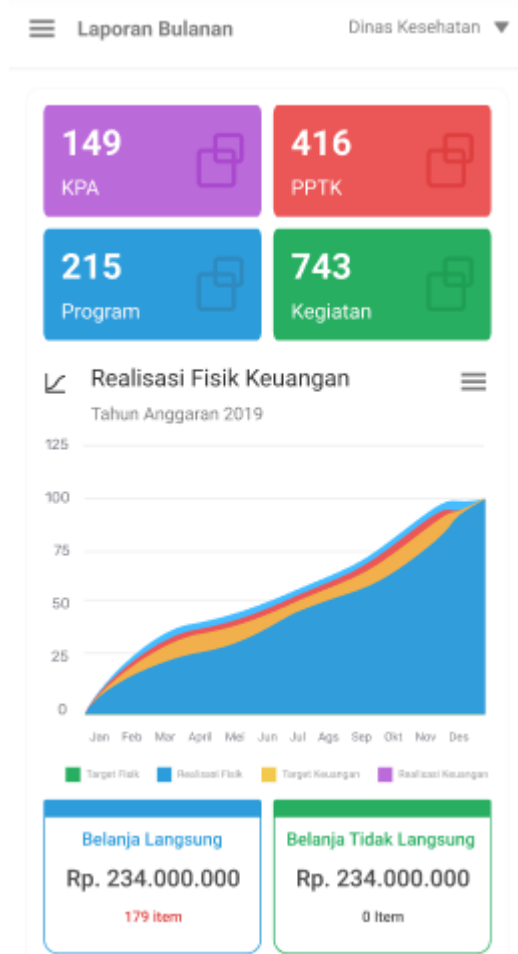 Laporan Bulanan
Dinas Kesehatan
149
KPA
416
PPTK
215
Program
743
Kegiatan
Realisasi Fisik Keuangan
Tahun Anggaran 2019
125
100
75
50
25
0
Jan Feb Mar April Mei Jun Jul Ags Sep Okt Nov Des
Target Fisik Realisasi Fisik Target Keuangan Realisasi Keuangan
Belanja Langsung
Rp. 234.000.000
179 item
Belanja Tidak Langsung
Rp. 234.000.000
0 Item